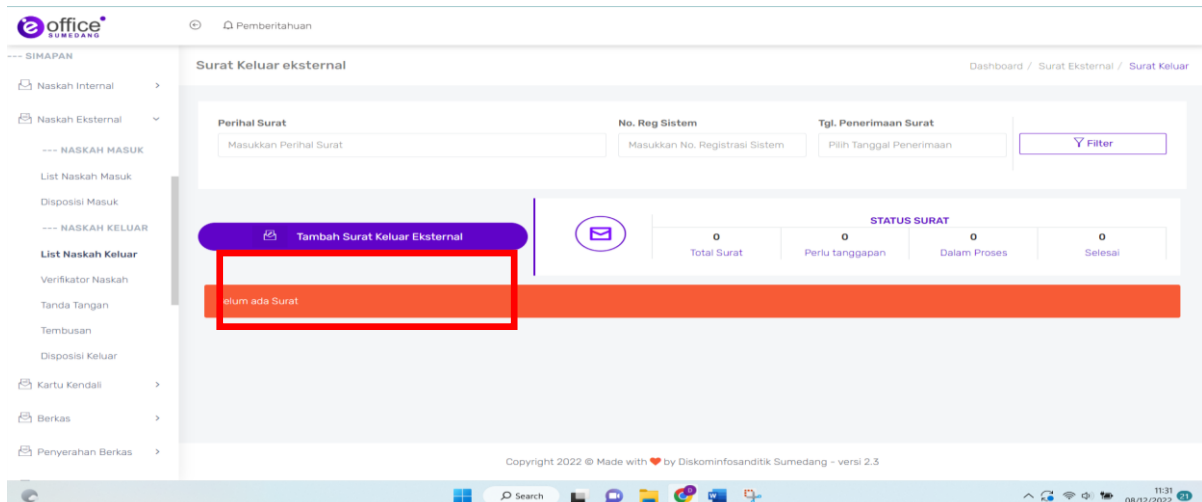 e office
SUMEDANG
Pemberitahuan
--- SIMAPAN
Naskah Internal
Naskah Eksternal
--- NASKAH MASUK
List Naskah Masuk
Disposisi Masuk
--- NASKAH KELUAR
List Naskah Keluar
Verifikator Naskah
Tanda Tangan
Tembusan
Disposisi Keluar
Kartu Kendali
Berkas
Penyerahan Berkas
Surat Keluar eksternal
Dashboard / Surat Eksternal / Surat Keluar
Perihal Surat
Masukkan Perihal Surat
No. Reg Sistem
Masukkan No. Registrasi Sistem
Tgl. Penerimaan Surat
Pilih Tanggal Penerimaan
Filter
Tambah Surat Keluar Eksternal
STATUS SURAT
0 0 0 0
Total Surat Perlu tanggapan Dalam Proses Selesai
elum ada Surat
Copyright 2022 © Made with ❤ by Diskominfosanditik Sumedang - versi 2.3
Search
11:31
08/12/2022
21